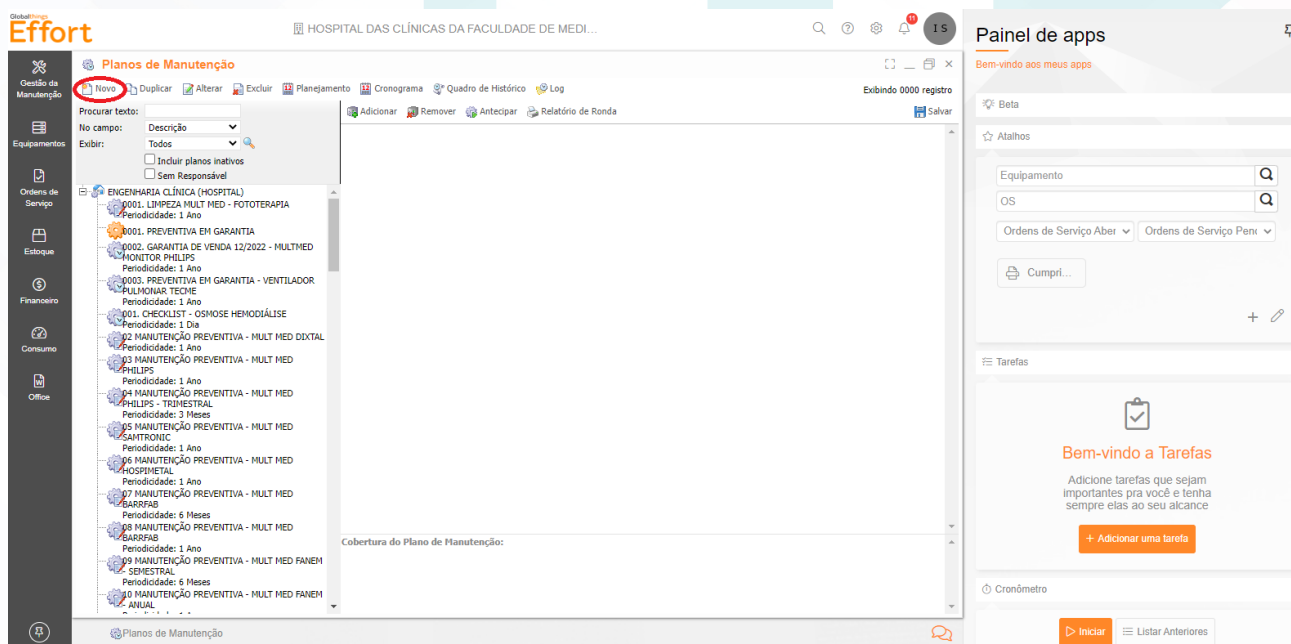 Globalthings
Effort
HOSPITAL DAS CLÍNICAS DA FACULDADE DE MEDI...
11
I S
Gestão da
Manutenção
Equipamentos
Ordens de
Serviço
Estoque
Financeiro
Consumo
Office
Planos de Manutenção
Novo Duplicar Alterar Excluir Planejamento Cronograma Quadro de Histórico Log
Exibindo 0000 registro
Procurar texto:
No campo: Descrição
Exibir: Todos
Incluir planos inativos
Sem Responsável
Adicionar Remover Antecipar Relatório de Ronda Salvar
ENGENHARIA CLÍNICA (HOSPITAL)
0001. LIMPEZA MULT MED - FOTOTERAPIA
Periodicidade: 1 Ano
0001. PREVENTIVA EM GARANTIA
0002. GARANTIA DE VENDA 12/2022 - MULTMED
MONITOR PHILIPS
Periodicidade: 1 Ano
0003. PREVENTIVA EM GARANTIA - VENTILADOR
PULMONAR TECME
Periodicidade: 1 Ano
001. CHECKLIST - OSMOSE HEMODIÁLISE
Periodicidade: 1 Dia
02 MANUTENÇÃO PREVENTIVA - MULT MED DIXTAL
Periodicidade: 1 Ano
03 MANUTENÇÃO PREVENTIVA - MULT MED
PHILIPS
Periodicidade: 1 Ano
04 MANUTENÇÃO PREVENTIVA - MULT MED
PHILIPS - TRIMESTRAL
Periodicidade: 3 Meses
05 MANUTENÇÃO PREVENTIVA - MULT MED
SAMTRONIC
Periodicidade: 1 Ano
06 MANUTENÇÃO PREVENTIVA - MULT MED
HOSPIMETAL
Periodicidade: 1 Ano
07 MANUTENÇÃO PREVENTIVA - MULT MED
BARRFAB
Periodicidade: 6 Meses
08 MANUTENÇÃO PREVENTIVA - MULT MED
BARRFAB
Periodicidade: 1 Ano
09 MANUTENÇÃO PREVENTIVA - MULT MED FANEM
- SEMESTRAL
Periodicidade: 6 Meses
10 MANUTENÇÃO PREVENTIVA - MULT MED FANEM
- ANUAL
Cobertura do Plano de Manutenção:
Planos de Manutenção
Painel de apps
Bem-vindo aos meus apps
Beta
Atalhos
Equipamento
OS
Ordens de Serviço Aber Ordens de Serviço Penc
Cumpri...
Tarefas
Bem-vindo a Tarefas
Adicione tarefas que sejam
importantes pra você e tenha
sempre elas ao seu alcance
+ Adicionar uma tarefa
Cronômetro
Iniciar Listar Anteriores